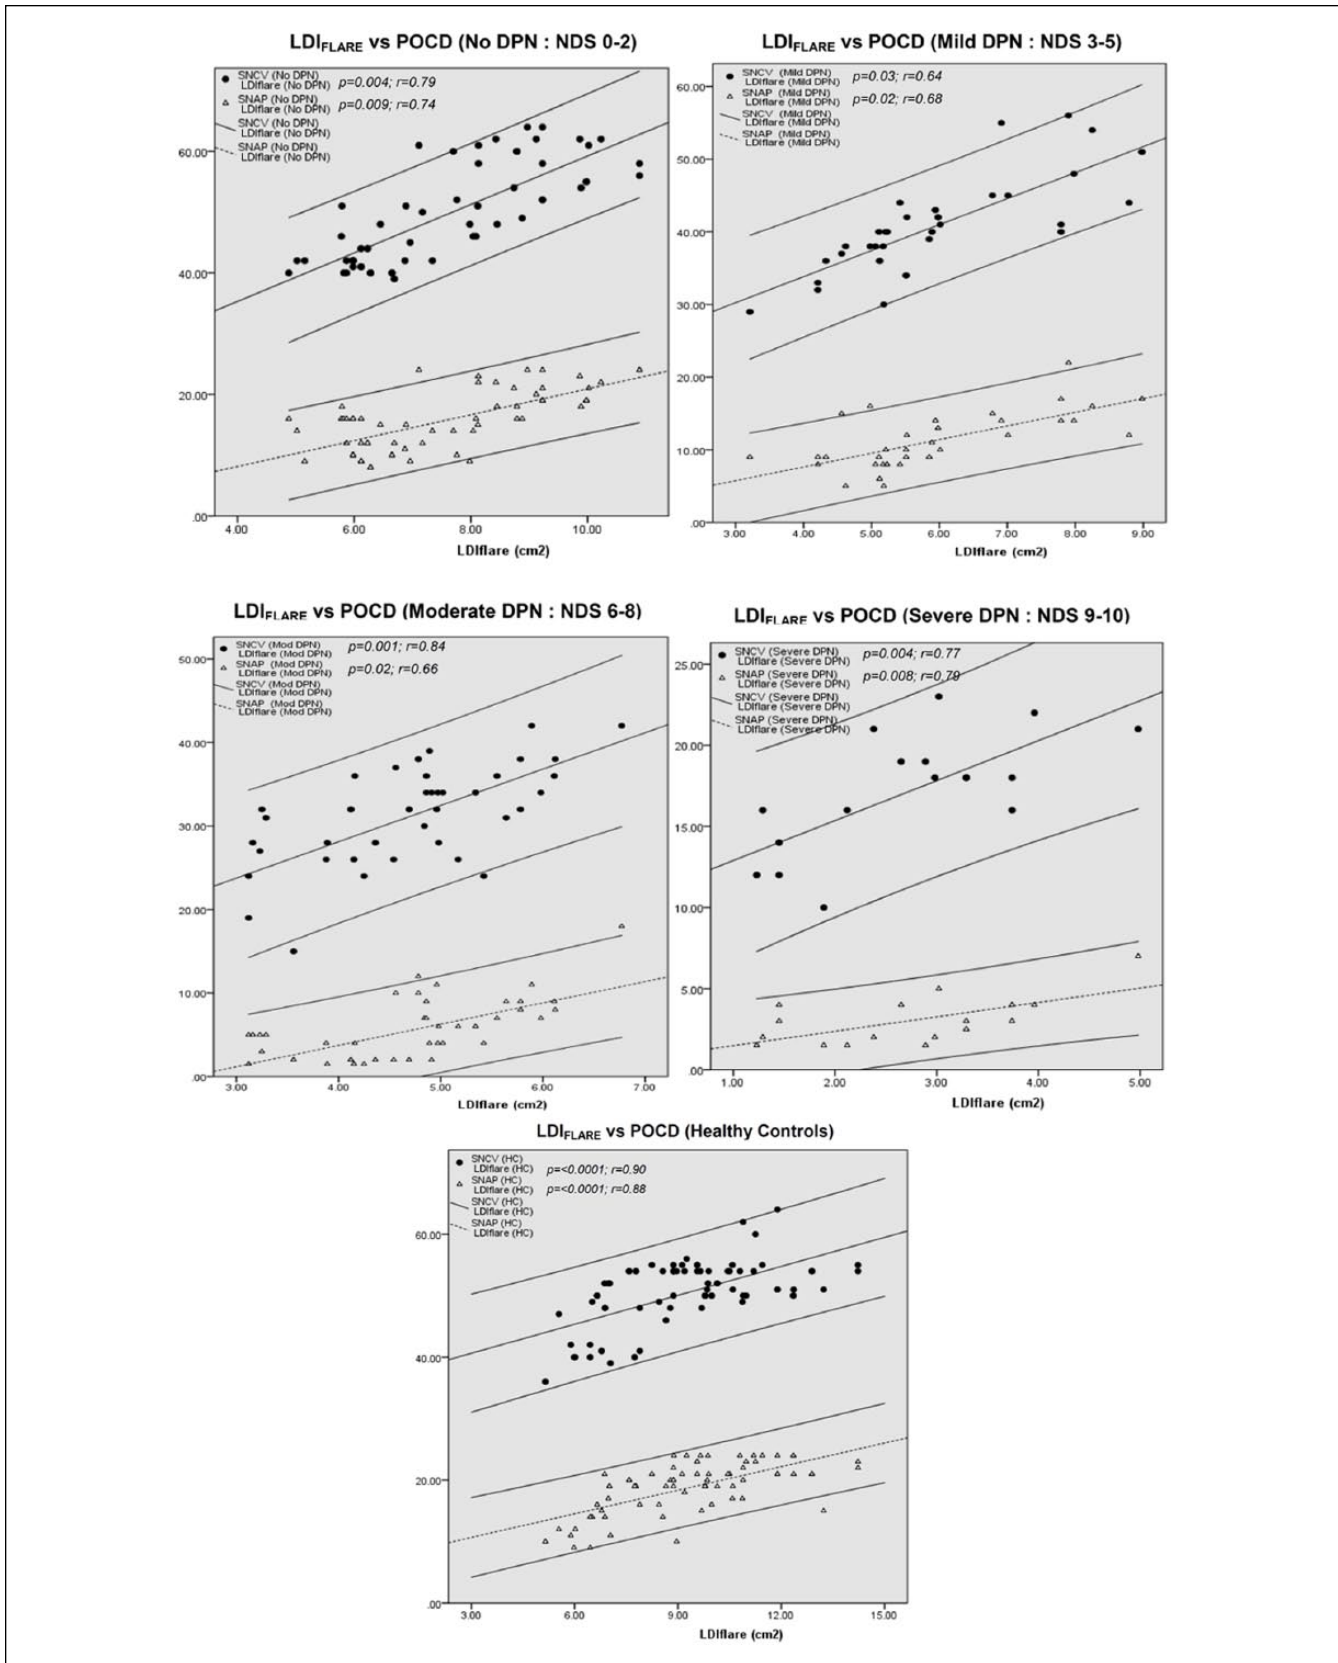 LDIFLARE vs POCD (No DPN : NDS 0-2)
SNCV (No DPN)
LDIflare (No DPN)
p=0.004; r=0.79
SNAP (No DPN)
LDIflare (No DPN)
p=0.009; r=0.74
SNCV (No DPN)
LDIflare (No DPN)
SNAP (No DPN)
LDIflare (No DPN)
60.00
40.00
20.00
.00
4.00 6.00 8.00 10.00
LDIflare (cm2)
LDIFLARE vs POCD (Mild DPN : NDS 3-5)
SNCV (Mild DPN)
LDIflare (Mild DPN)
p=0.03; r=0.64
SNAP (Mild DPN)
LDIflare (Mild DPN)
p=0.02; r=0.68
SNCV (Mild DPN)
LDIflare (Mild DPN)
SNAP (Mild DPN)
LDIflare (Mild DPN)
60.00
50.00
40.00
30.00
20.00
10.00
.00
3.00 4.00 5.00 6.00 7.00 8.00 9.00
LDIflare (cm2)
LDIFLARE vs POCD (Moderate DPN : NDS 6-8)
SNCV (Mod DPN)
LDIflare (Mod DPN)
p=0.001; r=0.84
SNAP (Mod DPN)
LDIflare (Mod DPN)
p=0.02; r=0.66
SNCV (Mod DPN)
LDIflare (Mod DPN)
SNAP (Mod DPN)
LDIflare (Mod DPN)
50.00
40.00
30.00
20.00
10.00
.00
3.00 4.00 5.00 6.00 7.00
LDIflare (cm2)
LDIFLARE vs POCD (Severe DPN : NDS 9-10)
SNCV (Severe DPN)
LDIflare (Severe DPN)
p=0.004; r=0.77
SNAP (Severe DPN)
LDIflare (Severe DPN)
p=0.008; r=0.79
SNCV (Severe DPN)
LDIflare (Severe DPN)
SNAP (Severe DPN)
LDIflare (Severe DPN)
25.00
20.00
15.00
10.00
5.00
.00
1.00 2.00 3.00 4.00 5.00
LDIflare (cm2)
LDIFLARE vs POCD (Healthy Controls)
SNCV (HC)
LDIflare (HC)
p=<0.0001; r=0.90
SNAP (HC)
LDIflare (HC)
p=<0.0001; r=0.88
SNCV (HC)
LDIflare (HC)
SNAP (HC)
LDIflare (HC)
60.00
40.00
20.00
.00
3.00 6.00 9.00 12.00 15.00
LDIflare (cm2)